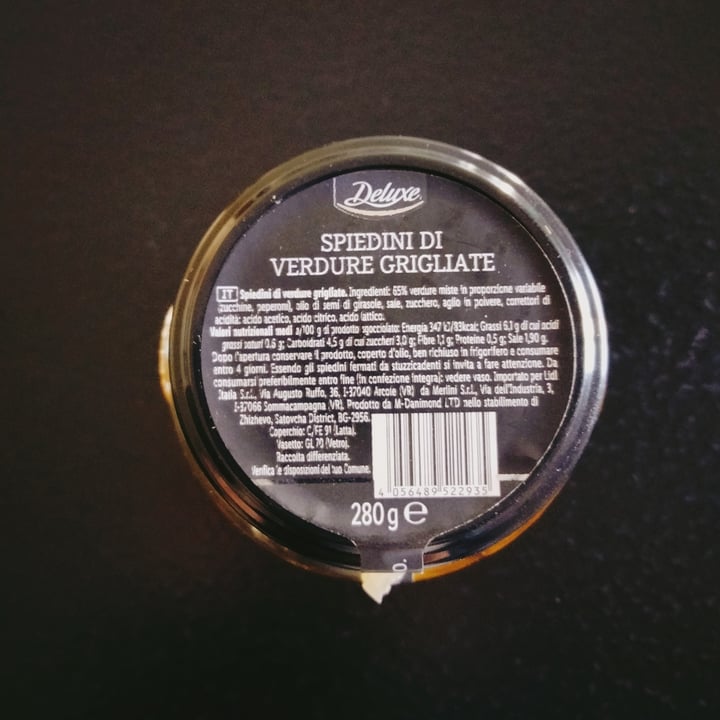 Deluxe
SPIEDINI DI
VERDURE GRIGLIATE
IT Spiedini di verdure grigliate. Ingredienti: 65% verdure miste in proporzione variabile
(zucchine, peperoni), olio di semi di girasole, sale, zucchero, aglio in polvere, correttori di
acidità: acido acetico, acido citrico, acido lattico.
Valori nutrizionali medi a/100 g di prodotto sgocciolato: Energia 347 kJ/83kcal; Grassi 6,1 g di cui acidi
grassi saturi 0,6 g; Carboidrati 4,5 g di cui zuccheri 3,0 g; Fibre 1,1 g; Proteine 0,5 g; Sale 1,90 g.
Dopo l'apertura conservare il prodotto, coperto d'olio, ben richiuso in frigorifero e consumare
entro 4 giorni. Essendo gli spiedini fermati da stuzzicadenti si invita a fare attenzione. Da
consumarsi preferibilmente entro fine (in confezione integra): vedere vaso. Importato per Lidl
Italia S.r.l., Via Augusto Ruffo, 36, I-37040 Arcole (VR) da Merlini S.r.l., Via dell'Industria, 3,
I-37066 Sommacampagna (VR). Prodotto da M-Danimond LTD nello stabilimento di
Zhizhevo, Satovcha District, BG-2956.
Coperchio: C/FE 91 (Latta).
Vasetto: GL 70 (Vetro).
Raccolta differenziata.
Verifica le disposizioni del tuo Comune.
4 056489 522935
280 g ℮